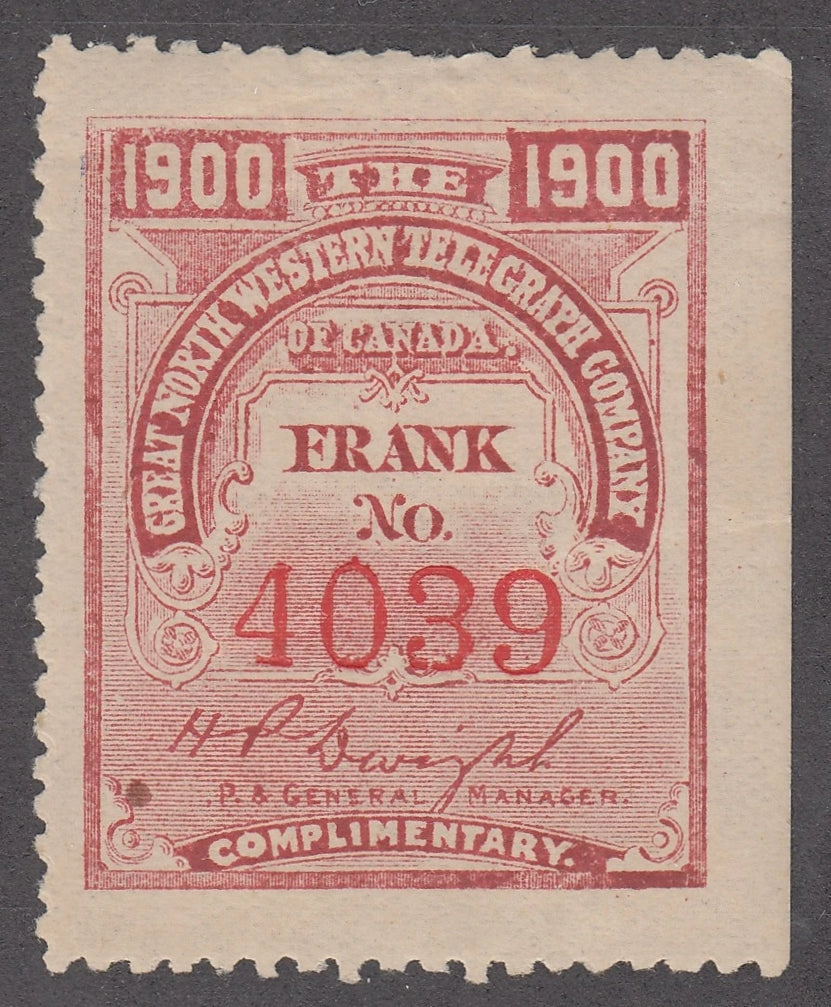 1900 THE 1900
GREAT NORTH WESTERN TELEGRAPH COMPANY
OF CANADA.
FRANK
No.
4039
H P Dwight
P. & GENERAL MANAGER.
COMPLIMENTARY.